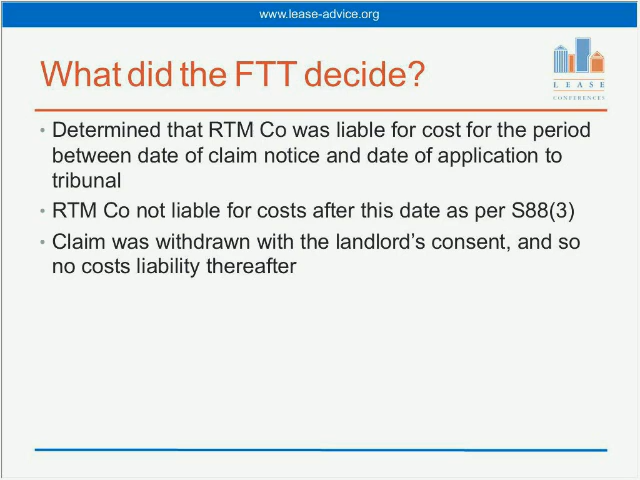 www.lease-advice.org
What did the FTT decide?
LEASE
CONFERENCES
• Determined that RTM Co was liable for cost for the period
between date of claim notice and date of application to
tribunal
• RTM Co not liable for costs after this date as per S88(3)
• Claim was withdrawn with the landlord's consent, and so
no costs liability thereafter